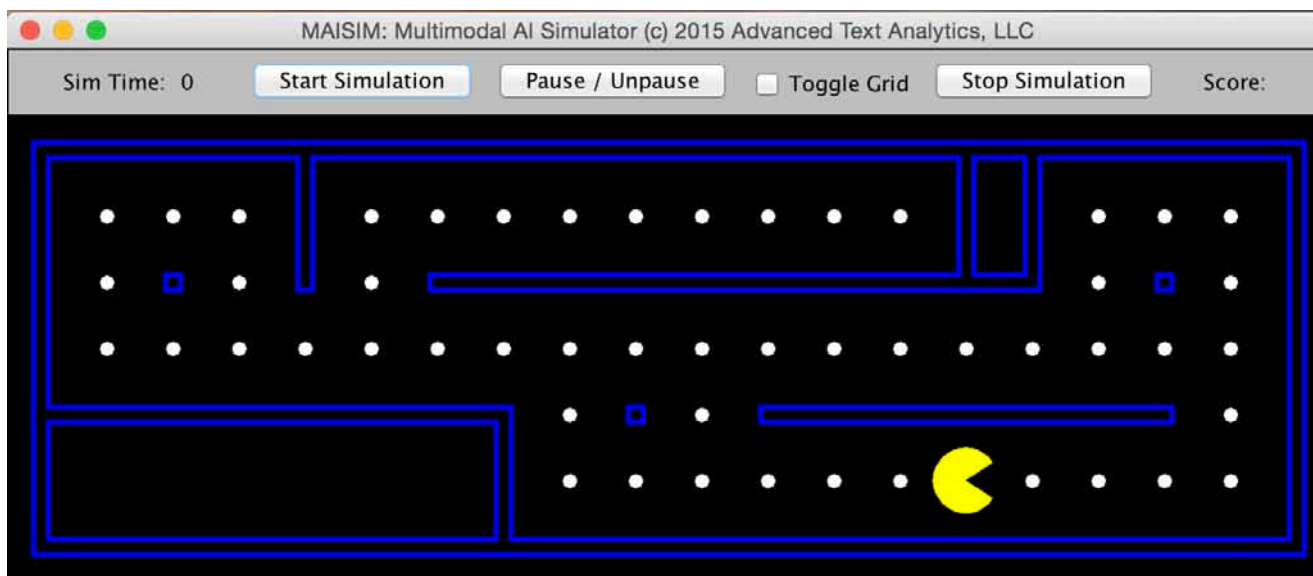 MAISIM: Multimodal AI Simulator (c) 2015 Advanced Text Analytics, LLC
Sim Time: 0 Start Simulation Pause / Unpause Toggle Grid Stop Simulation Score: